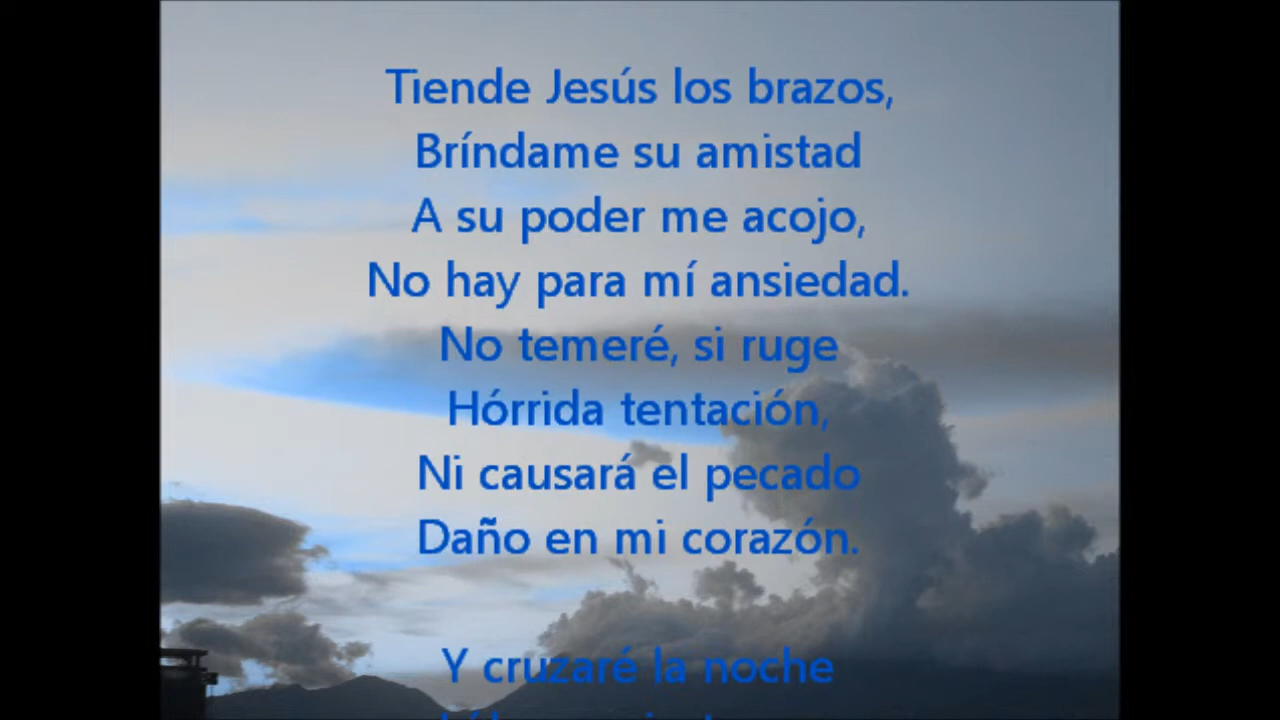 Tiende Jesús los brazos,
Bríndame su amistad
A su poder me acojo,
No hay para mí ansiedad.
No temeré, si ruge
Hórrida tentación,
Ni causará el pecado
Daño en mi corazón.
Y cruzaré la noche